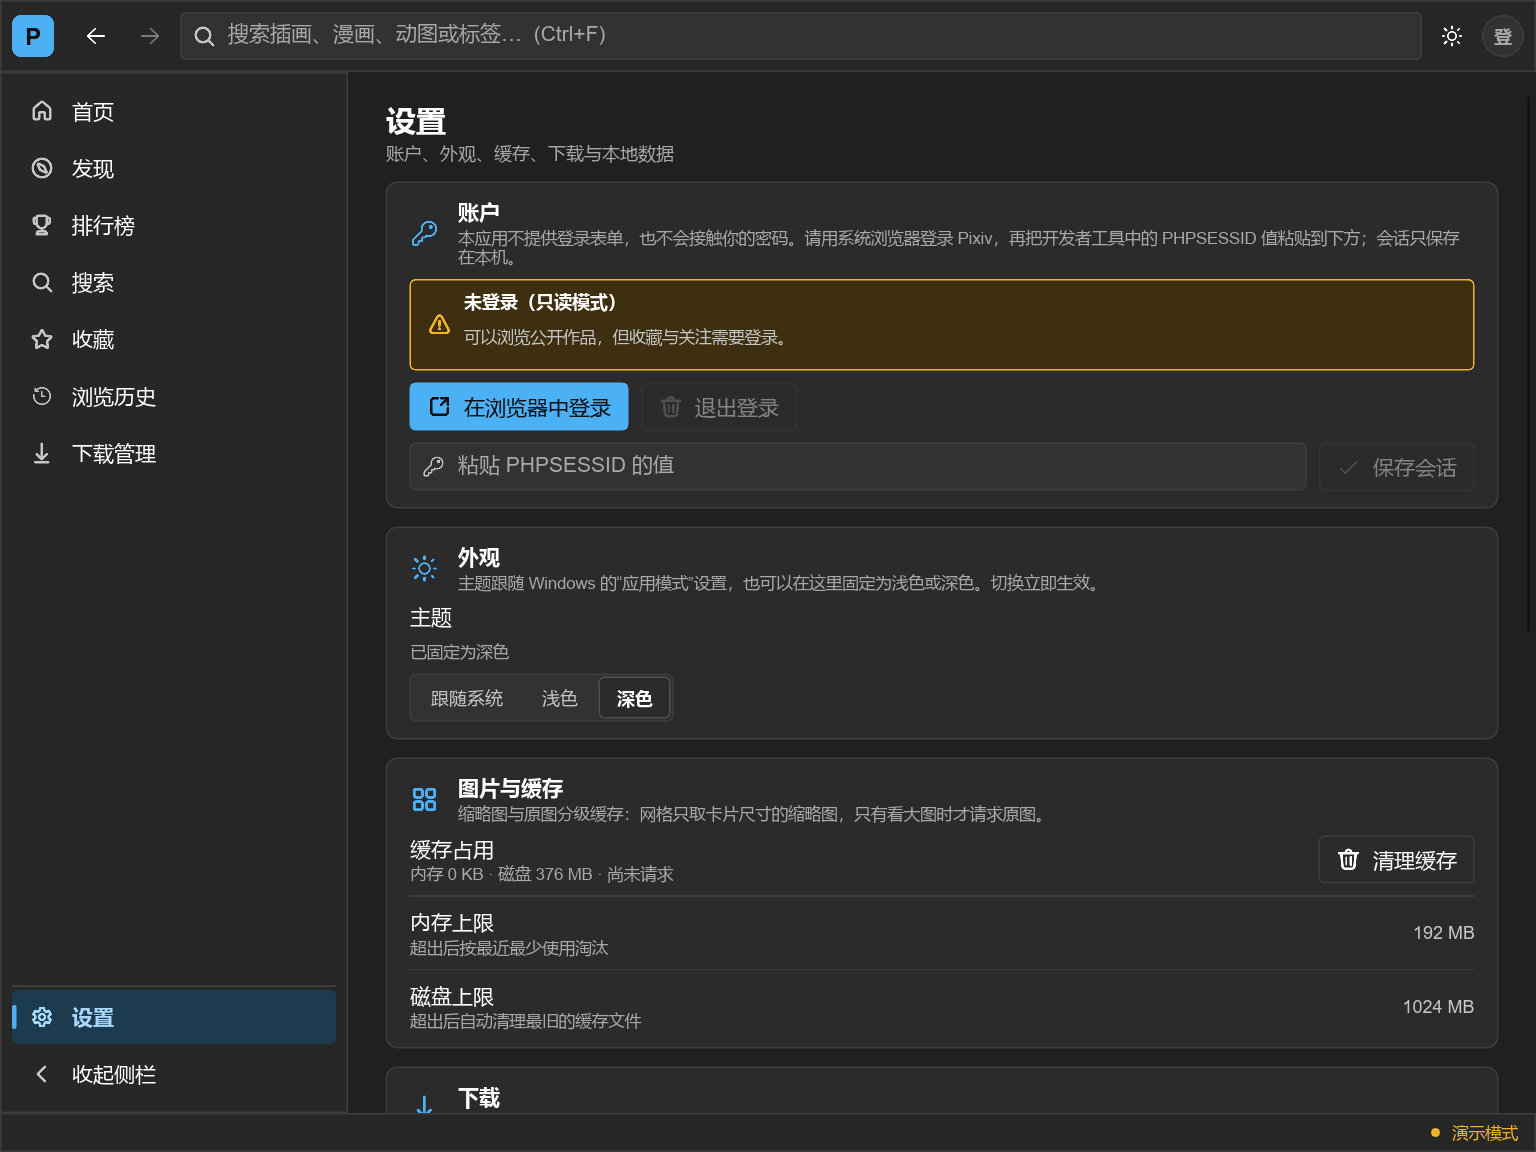 P
搜索插画、漫画、动图或标签… (Ctrl+F)
登
首页
发现
排行榜
搜索
收藏
浏览历史
下载管理
设置
收起侧栏
设置
账户、外观、缓存、下载与本地数据
账户
本应用不提供登录表单，也不会接触你的密码。请用系统浏览器登录 Pixiv，再把开发者工具中的 PHPSESSID 值粘贴到下方；会话只保存
在本机。
未登录（只读模式）
可以浏览公开作品，但收藏与关注需要登录。
在浏览器中登录
退出登录
粘贴 PHPSESSID 的值
保存会话
外观
主题跟随 Windows 的“应用模式”设置，也可以在这里固定为浅色或深色。切换立即生效。
主题
已固定为深色
跟随系统
浅色
深色
图片与缓存
缩略图与原图分级缓存：网格只取卡片尺寸的缩略图，只有看大图时才请求原图。
缓存占用
内存 0 KB · 磁盘 376 MB · 尚未请求
清理缓存
内存上限
超出后按最近最少使用淘汰
192 MB
磁盘上限
超出后自动清理最旧的缓存文件
1024 MB
下载
演示模式